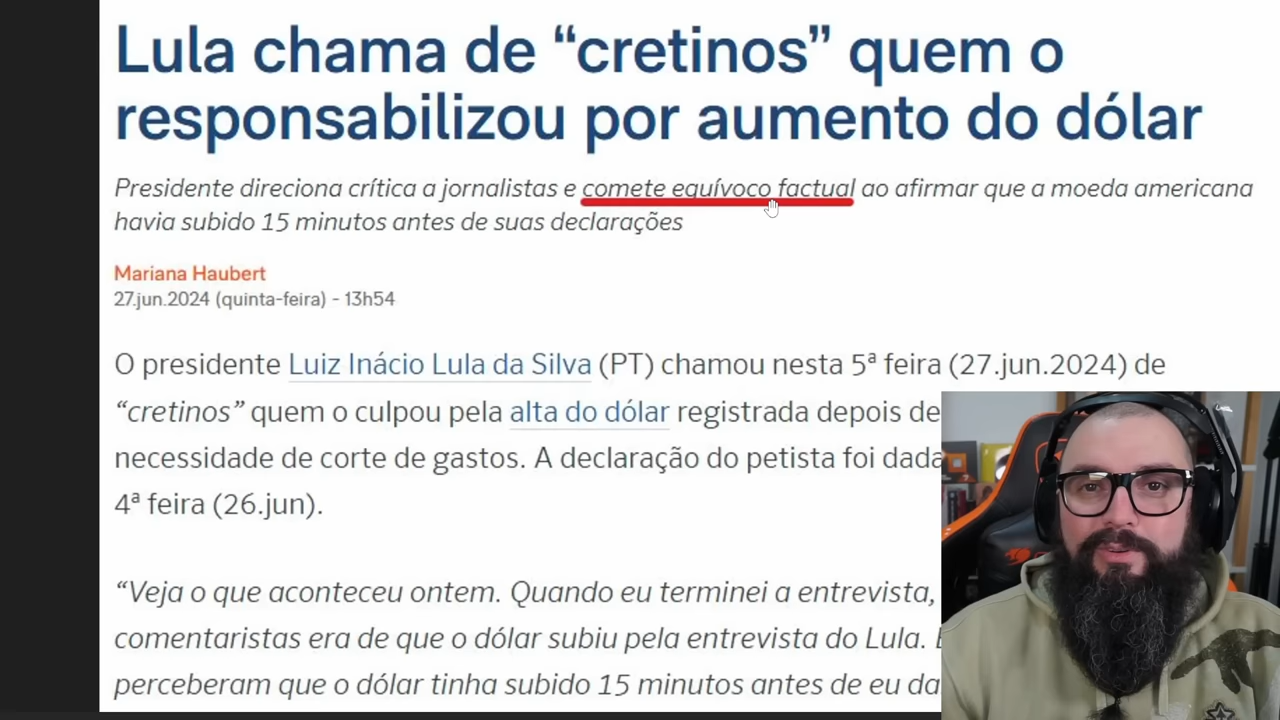 Lula chama de “cretinos” quem o
responsabilizou por aumento do dólar
Presidente direciona crítica a jornalistas e comete equívoco factual ao afirmar que a moeda americana
havia subido 15 minutos antes de suas declarações
Mariana Haubert
27.jun.2024 (quinta-feira) - 13h54
O presidente Luiz Inácio Lula da Silva (PT) chamou nesta 5ª feira (27.jun.2024) de
“cretinos” quem o culpou pela alta do dólar registrada depois de
necessidade de corte de gastos. A declaração do petista foi dada
4ª feira (26.jun).
“Veja o que aconteceu ontem. Quando eu terminei a entrevista,
comentaristas era de que o dólar subiu pela entrevista do Lula.
perceberam que o dólar tinha subido 15 minutos antes de eu da